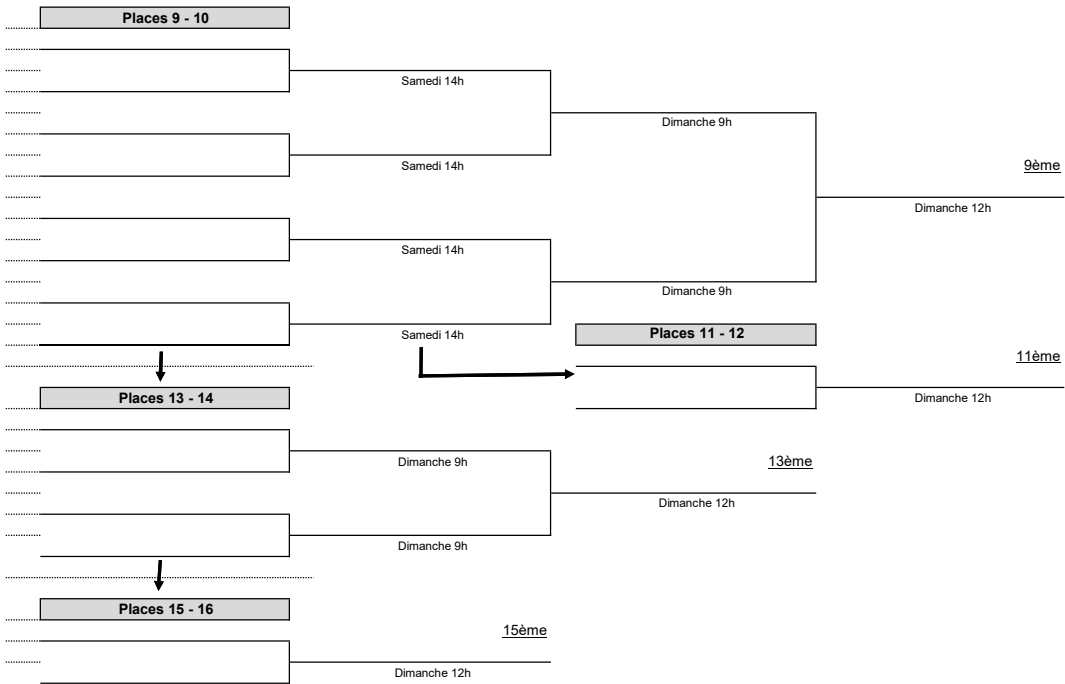 Places 9 - 10
Samedi 14h
Dimanche 9h
Samedi 14h
9ème
Dimanche 12h
Samedi 14h
Dimanche 9h
Samedi 14h
Places 11 - 12
11ème
Places 13 - 14
Dimanche 12h
Dimanche 9h
13ème
Dimanche 12h
Dimanche 9h
Places 15 - 16
15ème
Dimanche 12h